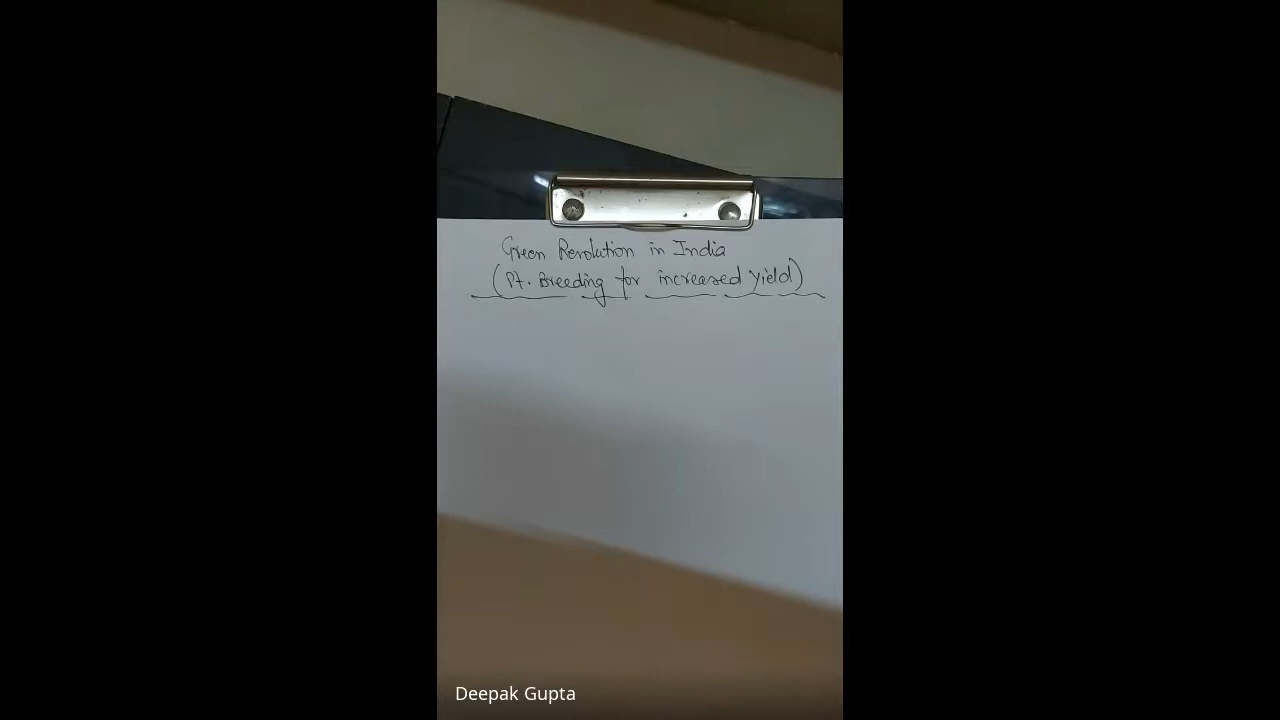 Green Revolution in India
(Pt. Breeding for increased yield)
Deepak Gupta